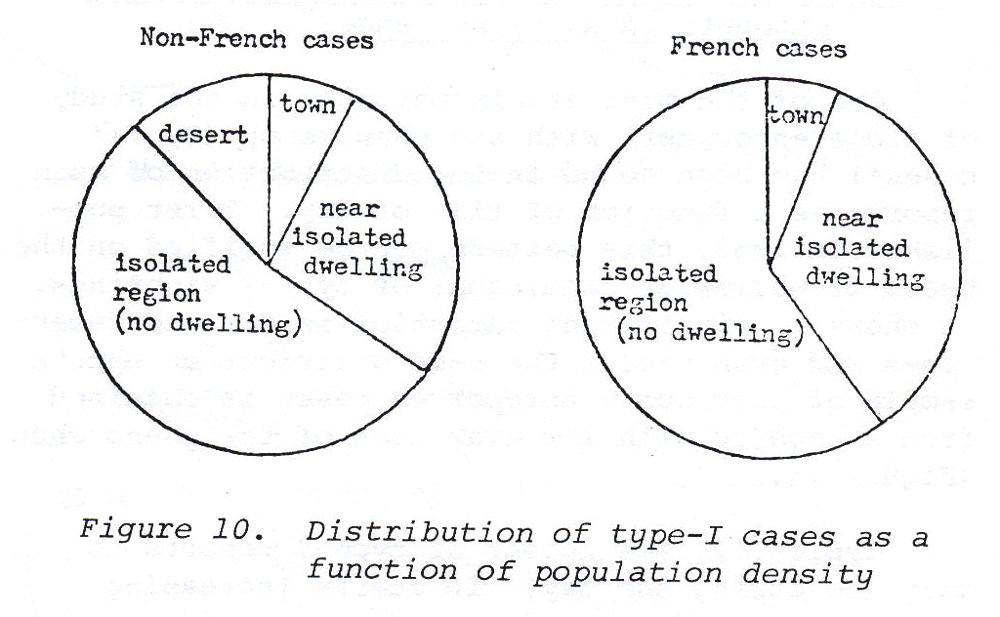 Non-French cases
town
desert
near
isolated
dwelling
isolated
region
(no dwelling)
French cases
town
near
isolated
dwelling
isolated
region
(no dwelling)
Figure 10. Distribution of type-I cases as a
function of population density